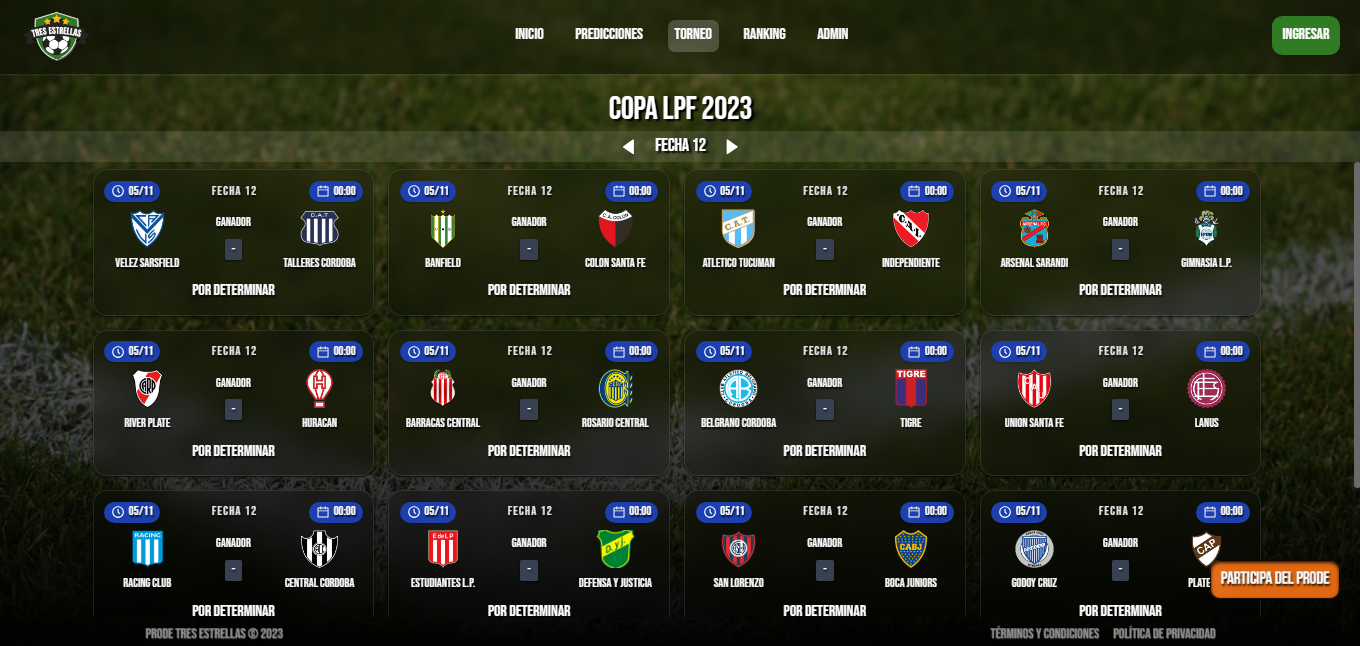 TRES ESTRELLAS
INICIO PREDICCIONES TORNEO RANKING ADMIN
INGRESAR
COPA LPF 2023
FECHA 12
05/11 FECHA 12 00:00
GANADOR
-
VELEZ SARSFIELD TALLERES CORDOBA
POR DETERMINAR
05/11 FECHA 12 00:00
GANADOR
-
BANFIELD COLON SANTA FE
POR DETERMINAR
05/11 FECHA 12 00:00
GANADOR
-
ATLETICO TUCUMAN INDEPENDIENTE
POR DETERMINAR
05/11 FECHA 12 00:00
GANADOR
-
ARSENAL SARANDI GIMNASIA L.P.
POR DETERMINAR
05/11 FECHA 12 00:00
GANADOR
-
RIVER PLATE HURACAN
POR DETERMINAR
05/11 FECHA 12 00:00
GANADOR
-
BARRACAS CENTRAL ROSARIO CENTRAL
POR DETERMINAR
05/11 FECHA 12 00:00
GANADOR
-
TIGRE
BELGRANO CORDOBA TIGRE
POR DETERMINAR
05/11 FECHA 12 00:00
GANADOR
-
UNION SANTA FE LANUS
POR DETERMINAR
05/11 FECHA 12 00:00
RACING
GANADOR
-
RACING CLUB CENTRAL CORDOBA
POR DETERMINAR
05/11 FECHA 12 00:00
E de L P
GANADOR
D. y J.
-
ESTUDIANTES L.P. DEFENSA Y JUSTICIA
POR DETERMINAR
05/11 FECHA 12 00:00
GANADOR
CABJ
-
SAN LORENZO BOCA JUNIORS
POR DETERMINAR
05/11 FECHA 12 00:00
GANADOR
CAP
-
GODOY CRUZ PLATE
POR DETERMINAR
PARTICIPA DEL PRODE
PRODE TRES ESTRELLAS © 2023
TÉRMINOS Y CONDICIONES POLÍTICA DE PRIVACIDAD